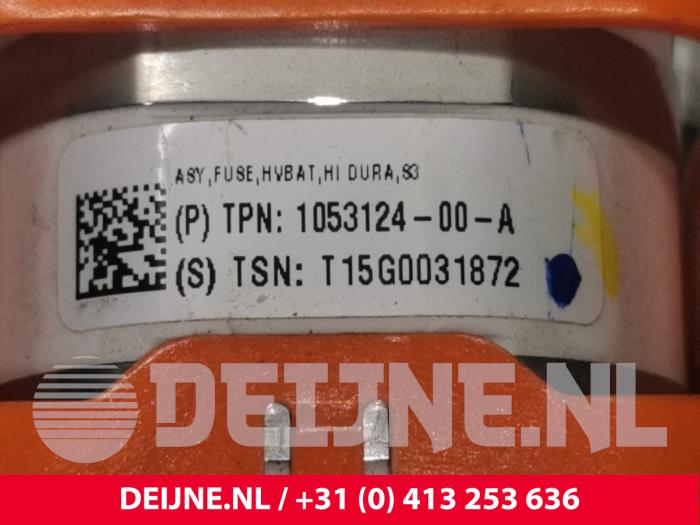 ASY,FUSE,HVBAT,HI DURA,S3
(P) TPN: 1053124-00-A
(S) TSN: T15G0031872
DEIJNE.NL
DEIJNE.NL / +31 (0) 413 253 636